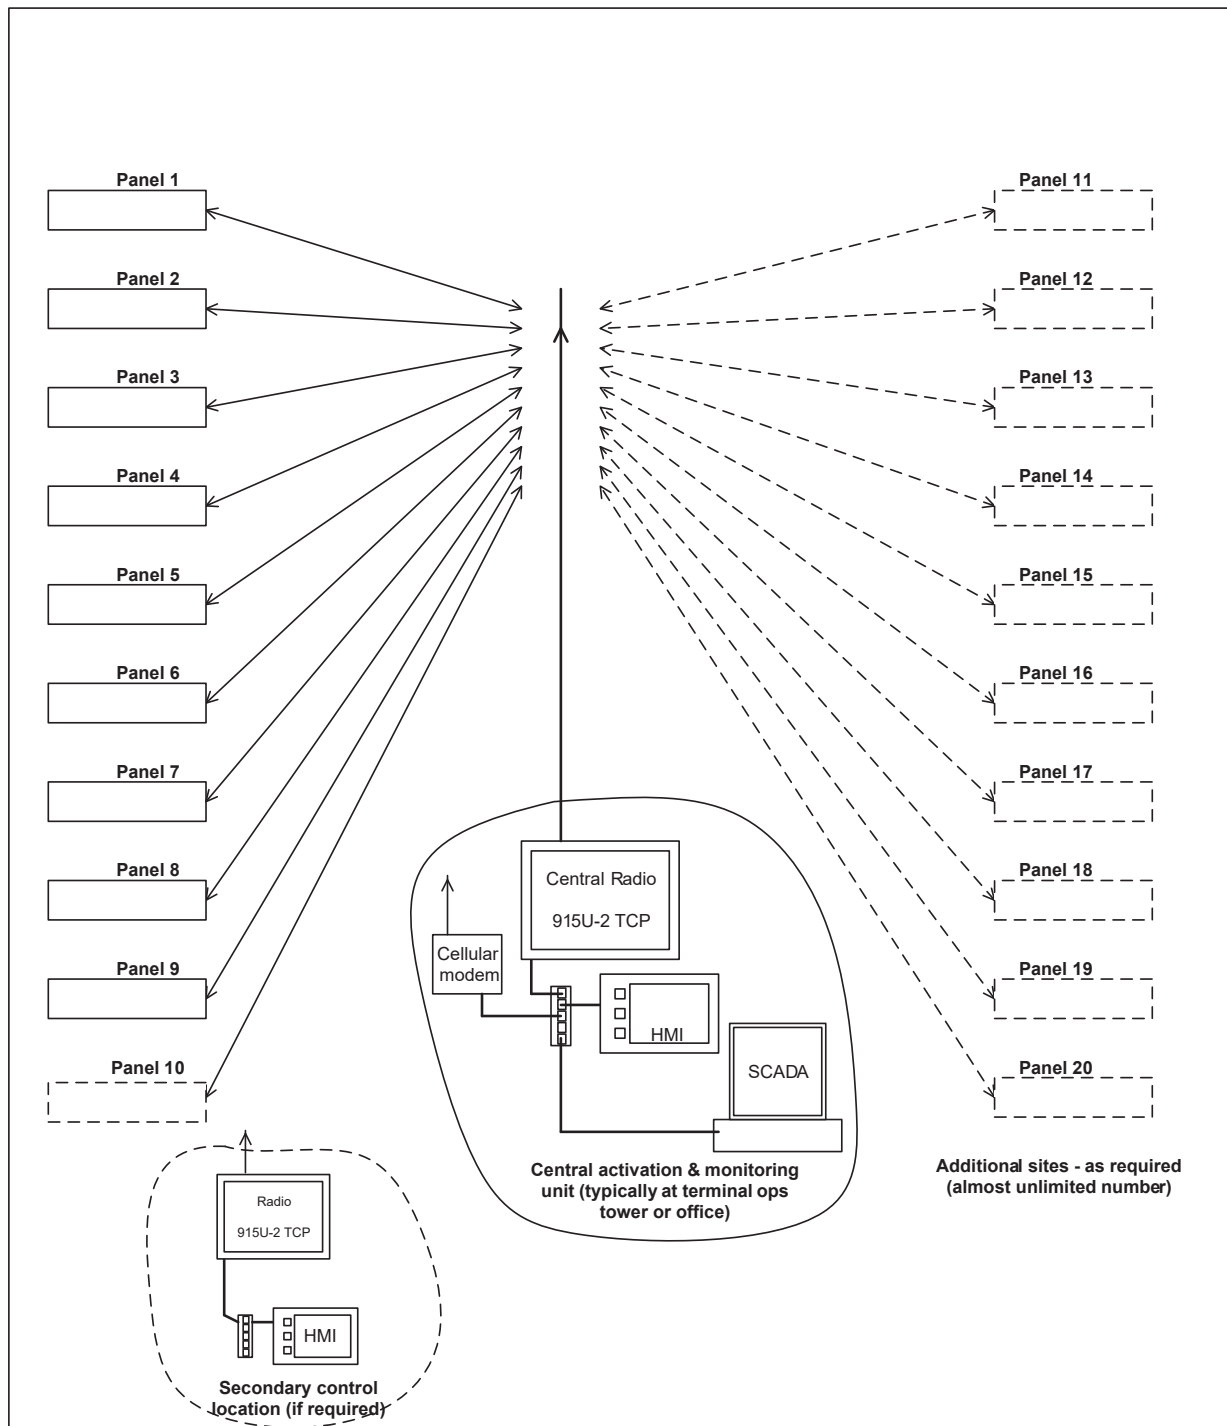 Panel 1
Panel 2
Panel 3
Panel 4
Panel 5
Panel 6
Panel 7
Panel 8
Panel 9
Panel 10
Panel 11
Panel 12
Panel 13
Panel 14
Panel 15
Panel 16
Panel 17
Panel 18
Panel 19
Panel 20
Central Radio
915U-2 TCP
Cellular
modem
HMI
SCADA
Central activation & monitoring
unit (typically at terminal ops
tower or office)
Additional sites - as required
(almost unlimited number)
Radio
915U-2 TCP
HMI
Secondary control
location (if required)